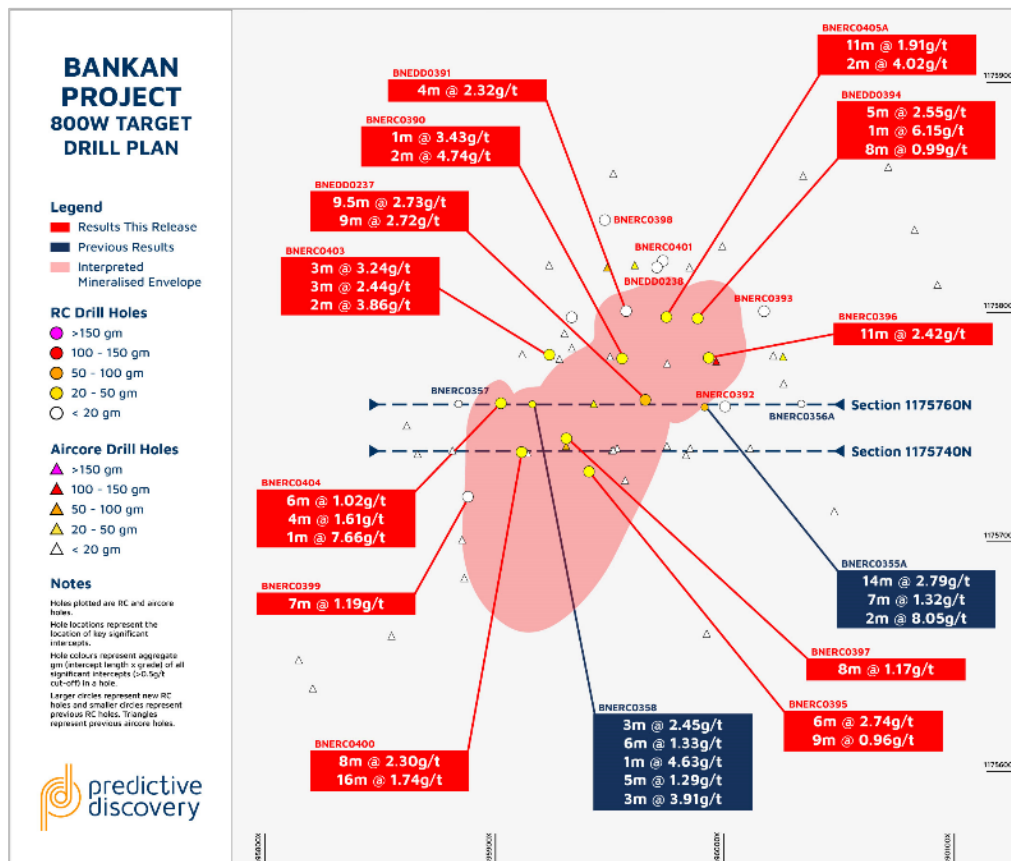 BANKAN
PROJECT
800W TARGET
DRILL PLAN
Legend
Results This Release
Previous Results
Interpreted
Mineralised Envelope
RC Drill Holes
>150 gm
100 - 150 gm
50 - 100 gm
20 - 50 gm
< 20 gm
Aircore Drill Holes
>150 gm
100 - 150 gm
50 - 100 gm
20 - 50 gm
< 20 gm
Notes
Holes plotted are RC and aircore
holes.
Hole locations represent the
location of key significant
intercepts.
Hole colours represent aggregate
gm (intercept length x grade) of all
significant intercepts (>0.5g/t
cut-off) in a hole.
Larger circles represent new RC
holes and smaller circles represent
previous RC holes. Triangles
represent previous aircore holes.
predictive
discovery
BNERC0405A
11m @ 1.91g/t
2m @ 4.02g/t
BNEDD0391
4m @ 2.32g/t
BNEDD0394
5m @ 2.55g/t
1m @ 6.15g/t
8m @ 0.99g/t
BNERC0390
1m @ 3.43g/t
2m @ 4.74g/t
BNEDD0237
9.5m @ 2.73g/t
9m @ 2.72g/t
BNERC0398
BNERC0403
3m @ 3.24g/t
3m @ 2.44g/t
2m @ 3.86g/t
BNERC0401
BNEDD0238
BNERC0393
BNERC0396
11m @ 2.42g/t
BNERC0357
BNERC0392
BNERC0356A
Section 1175760N
Section 1175740N
BNERC0404
6m @ 1.02g/t
4m @ 1.61g/t
1m @ 7.66g/t
BNERC0399
7m @ 1.19g/t
BNERC0355A
14m @ 2.79g/t
7m @ 1.32g/t
2m @ 8.05g/t
BNERC0397
8m @ 1.17g/t
BNERC0358
3m @ 2.45g/t
6m @ 1.33g/t
1m @ 4.63g/t
5m @ 1.29g/t
3m @ 3.91g/t
BNERC0395
6m @ 2.74g/t
9m @ 0.96g/t
BNERC0400
8m @ 2.30g/t
16m @ 1.74g/t